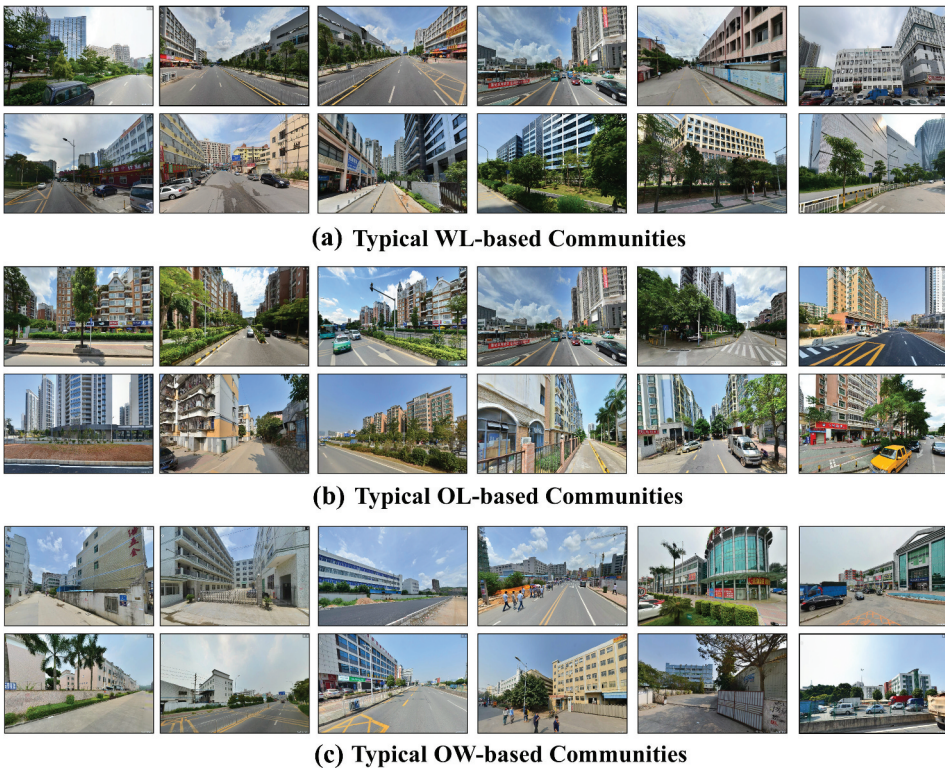 (a) Typical WL-based Communities
(b) Typical OL-based Communities
(c) Typical OW-based Communities